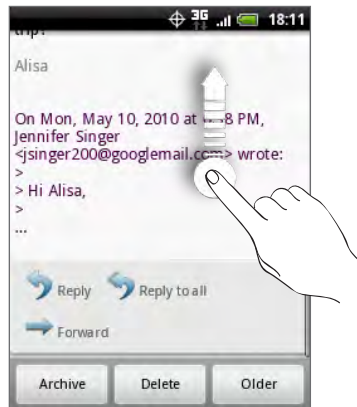 3G 18:11
trip?
Alisa
On Mon, May 10, 2010 at 8 PM,
Jennifer Singer
<jsinger200@googlemail.com> wrote:
>
> Hi Alisa,
>
...
Reply Reply to all
Forward
Archive Delete Older